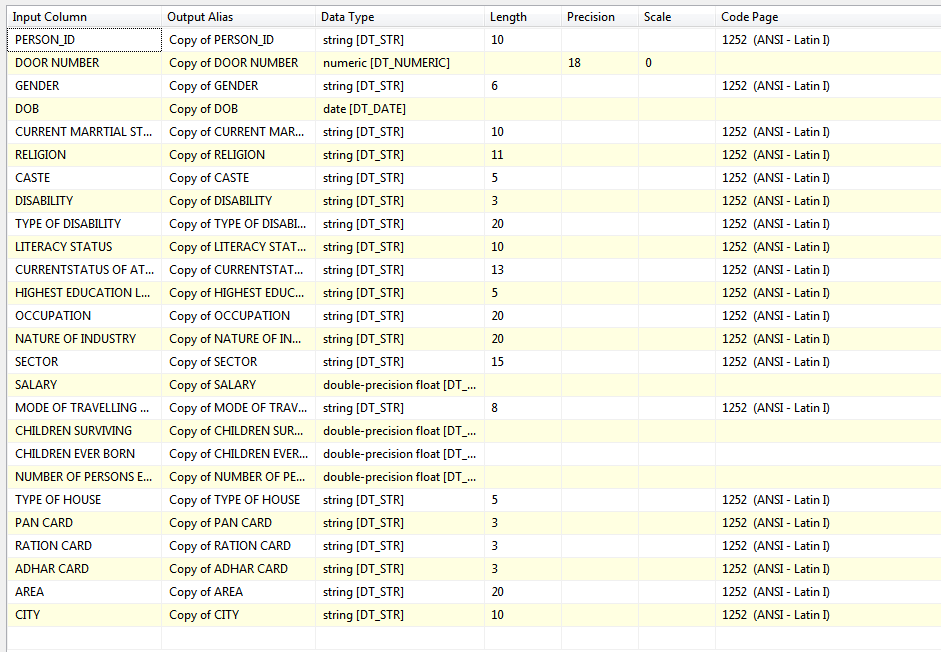 Input Column Output Alias Data Type Length Precision Scale Code Page
PERSON_ID Copy of PERSON_ID string [DT_STR] 10 1252 (ANSI - Latin I)
DOOR NUMBER Copy of DOOR NUMBER numeric [DT_NUMERIC] 18 0
GENDER Copy of GENDER string [DT_STR] 6 1252 (ANSI - Latin I)
DOB Copy of DOB date [DT_DATE]
CURRENT MARRTIAL ST... Copy of CURRENT MAR... string [DT_STR] 10 1252 (ANSI - Latin I)
RELIGION Copy of RELIGION string [DT_STR] 11 1252 (ANSI - Latin I)
CASTE Copy of CASTE string [DT_STR] 5 1252 (ANSI - Latin I)
DISABILITY Copy of DISABILITY string [DT_STR] 3 1252 (ANSI - Latin I)
TYPE OF DISABILITY Copy of TYPE OF DISABI... string [DT_STR] 20 1252 (ANSI - Latin I)
LITERACY STATUS Copy of LITERACY STAT... string [DT_STR] 10 1252 (ANSI - Latin I)
CURRENTSTATUS OF AT... Copy of CURRENTSTAT... string [DT_STR] 13 1252 (ANSI - Latin I)
HIGHEST EDUCATION L... Copy of HIGHEST EDUC... string [DT_STR] 5 1252 (ANSI - Latin I)
OCCUPATION Copy of OCCUPATION string [DT_STR] 20 1252 (ANSI - Latin I)
NATURE OF INDUSTRY Copy of NATURE OF IN... string [DT_STR] 20 1252 (ANSI - Latin I)
SECTOR Copy of SECTOR string [DT_STR] 15 1252 (ANSI - Latin I)
SALARY Copy of SALARY double-precision float [DT_...
MODE OF TRAVELLING ... Copy of MODE OF TRAV... string [DT_STR] 8 1252 (ANSI - Latin I)
CHILDREN SURVIVING Copy of CHILDREN SUR... double-precision float [DT_...
CHILDREN EVER BORN Copy of CHILDREN EVER... double-precision float [DT_...
NUMBER OF PERSONS E... Copy of NUMBER OF PE... double-precision float [DT_...
TYPE OF HOUSE Copy of TYPE OF HOUSE string [DT_STR] 5 1252 (ANSI - Latin I)
PAN CARD Copy of PAN CARD string [DT_STR] 3 1252 (ANSI - Latin I)
RATION CARD Copy of RATION CARD string [DT_STR] 3 1252 (ANSI - Latin I)
ADHAR CARD Copy of ADHAR CARD string [DT_STR] 3 1252 (ANSI - Latin I)
AREA Copy of AREA string [DT_STR] 20 1252 (ANSI - Latin I)
CITY Copy of CITY string [DT_STR] 10 1252 (ANSI - Latin I)